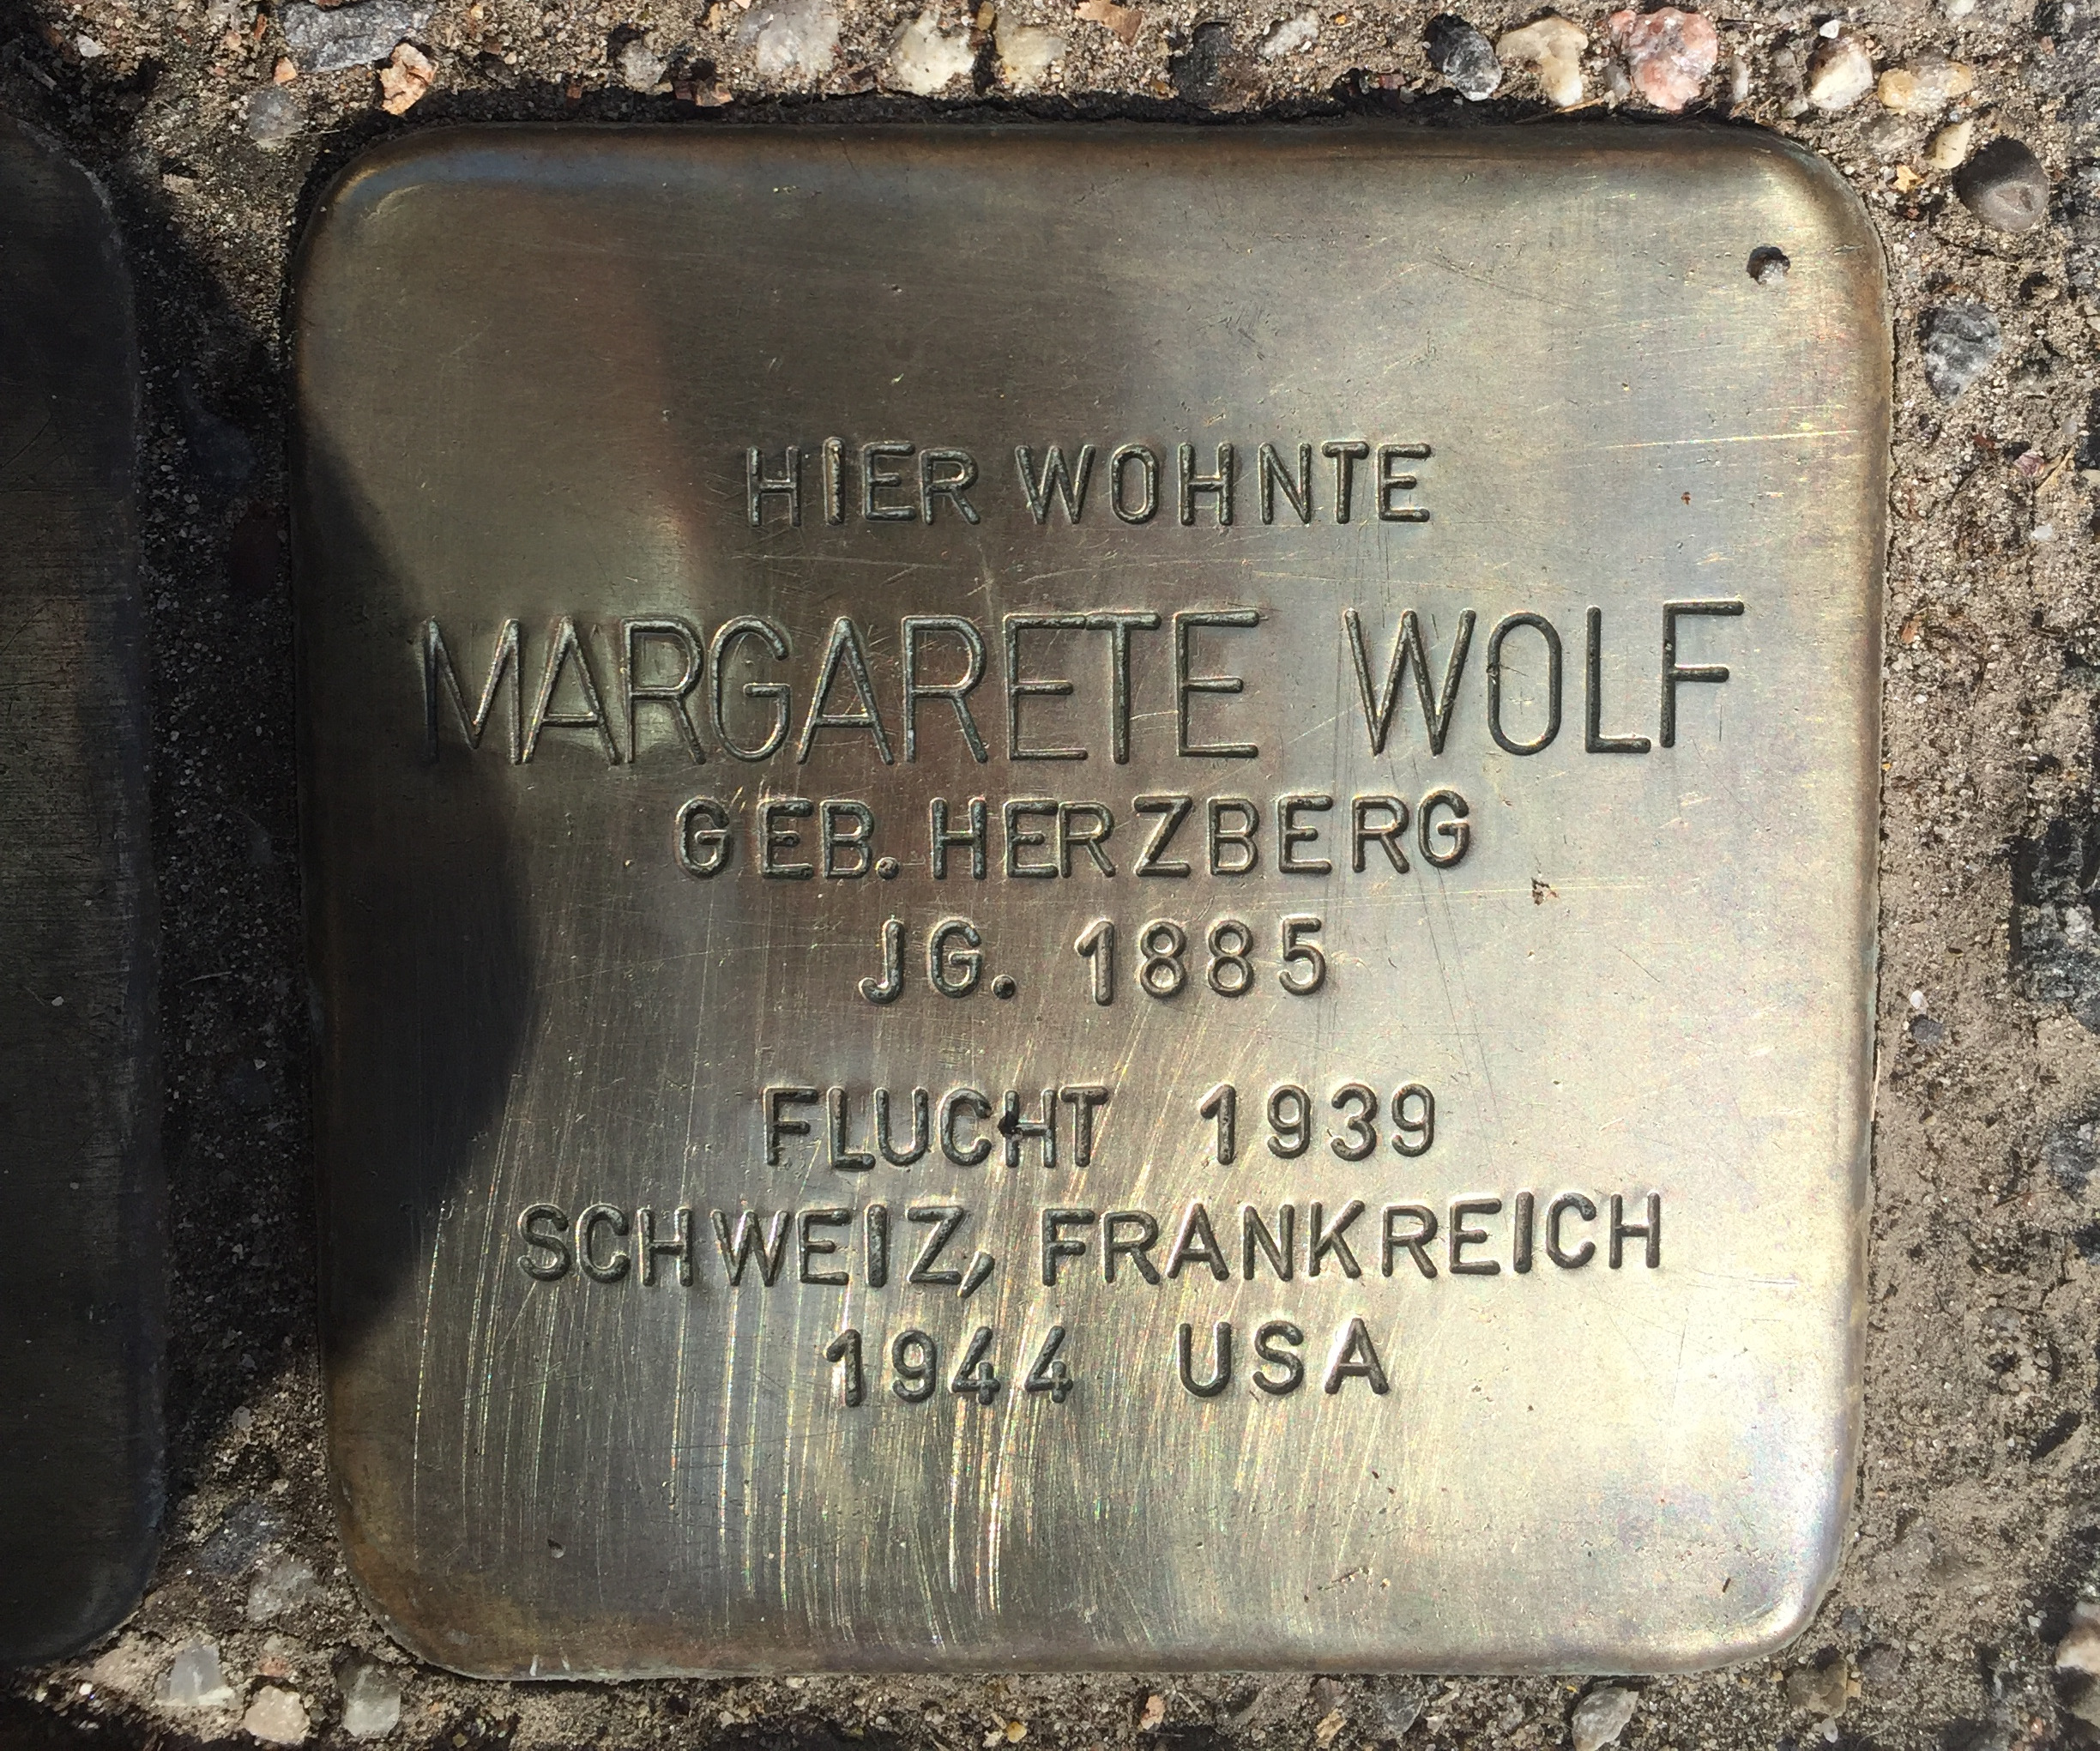 HIER WOHNTE
MARGARETE WOLF
GEB. HERZBERG
JG. 1885
FLUCHT 1939
SCHWEIZ, FRANKREICH
1944 USA